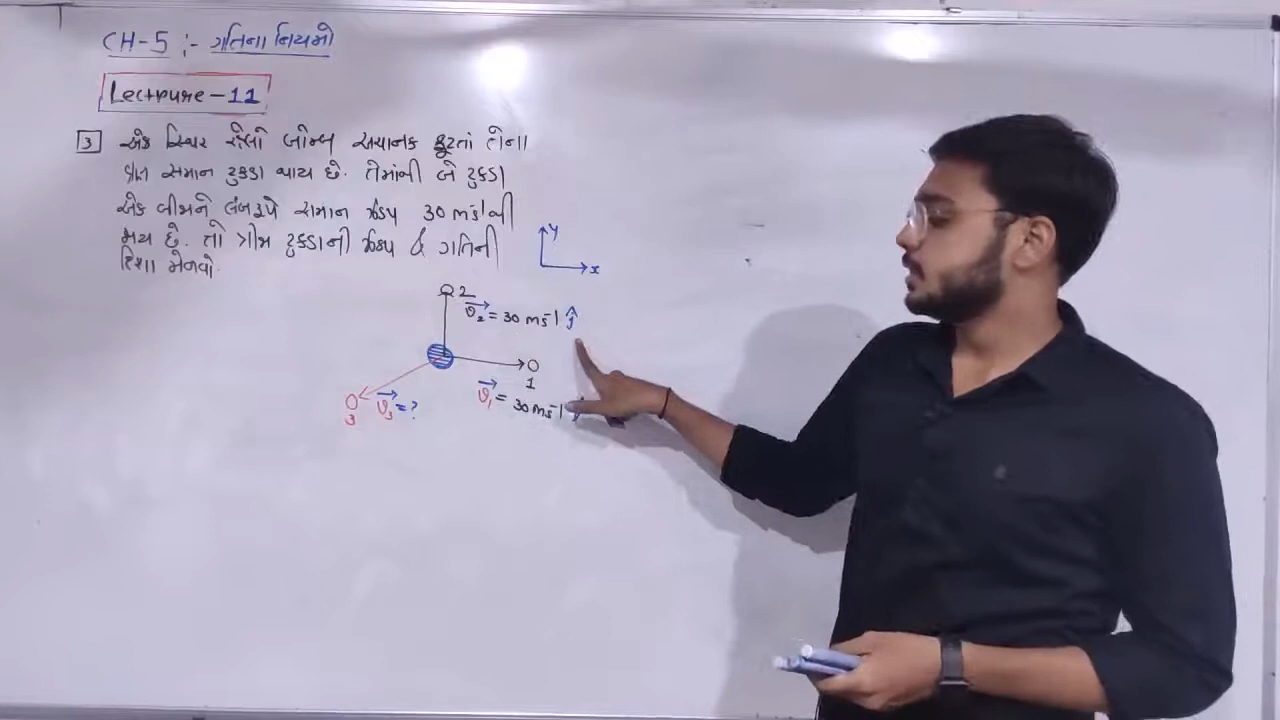 CH-5 :- ગતિના નિયમો
Lecture-11
3 એક સ્થિર રહેલો બોમ્બ અચાનક ફૂટતાં તેના
ત્રણ સમાન ટુકડા થાય છે. તેમાંથી બે ટુકડા
એક બીજાને લંબરૂપે સમાન ઝડપ 30 ms⁻¹ થી
જાય છે. તો ત્રીજા ટુકડાની ઝડપ & ગતિની
દિશા મેળવો.
y
x
2
v₂ = 30 ms⁻¹ ĵ
1
v₁ = 30 ms⁻¹
3
v₃ = ?